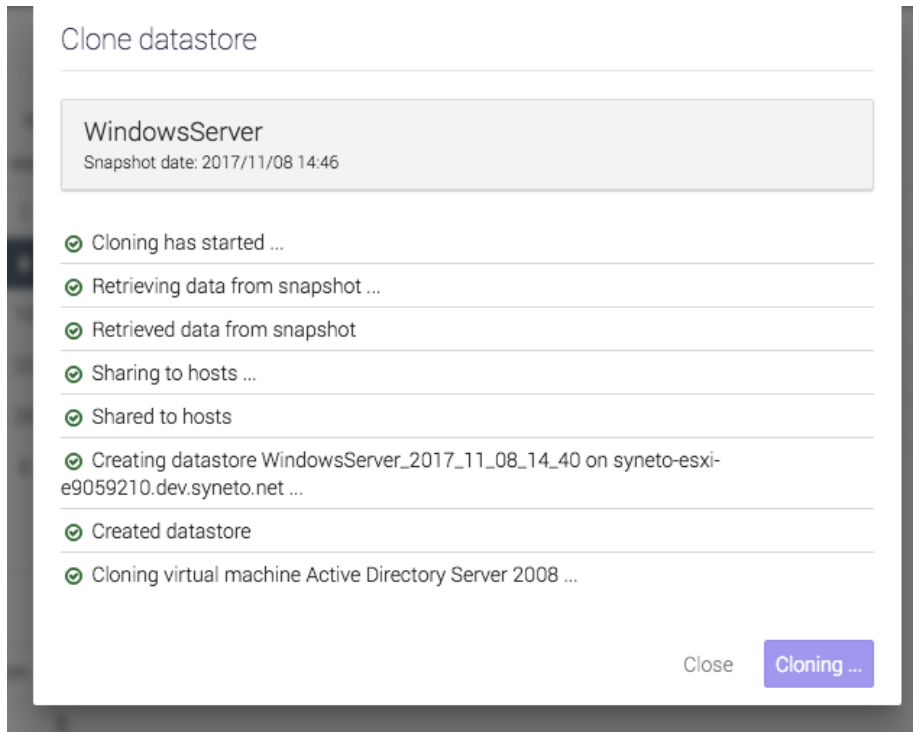 Clone datastore
WindowsServer
Snapshot date: 2017/11/08 14:46
Cloning has started ...
Retrieving data from snapshot ...
Retrieved data from snapshot
Sharing to hosts ...
Shared to hosts
Creating datastore WindowsServer_2017_11_08_14_40 on syneto-esxi-
e9059210.dev.syneto.net ...
Created datastore
Cloning virtual machine Active Directory Server 2008 ...
Close
Cloning ...